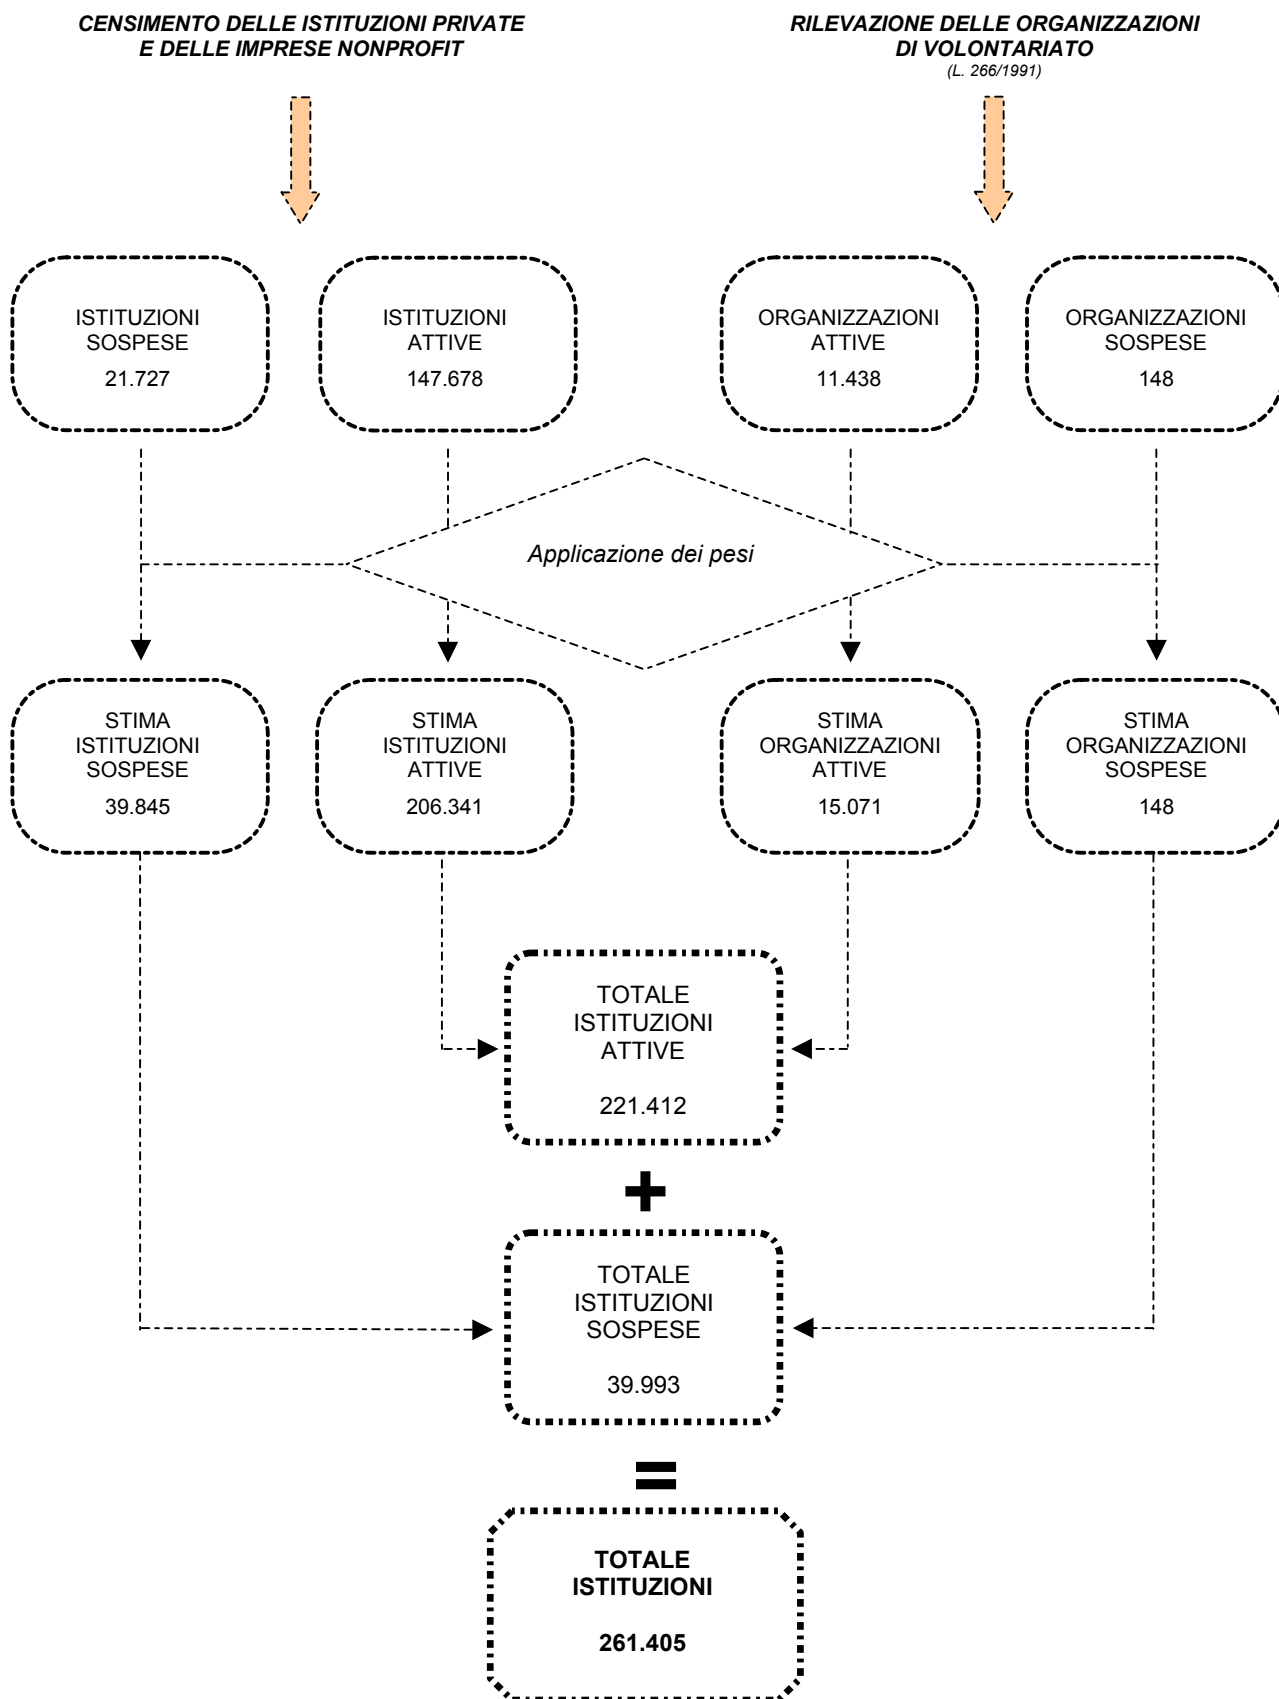 CENSIMENTO DELLE ISTITUZIONI PRIVATE
E DELLE IMPRESE NONPROFIT
RILEVAZIONE DELLE ORGANIZZAZIONI
DI VOLONTARIATO
(L. 266/1991)
ISTITUZIONI
SOSPESE
21.727
ISTITUZIONI
ATTIVE
147.678
ORGANIZZAZIONI
ATTIVE
11.438
ORGANIZZAZIONI
SOSPESE
148
Applicazione dei pesi
STIMA
ISTITUZIONI
SOSPESE
39.845
STIMA
ISTITUZIONI
ATTIVE
206.341
STIMA
ORGANIZZAZIONI
ATTIVE
15.071
STIMA
ORGANIZZAZIONI
SOSPESE
148
TOTALE
ISTITUZIONI
ATTIVE
221.412
+
TOTALE
ISTITUZIONI
SOSPESE
39.993
=
TOTALE
ISTITUZIONI
261.405